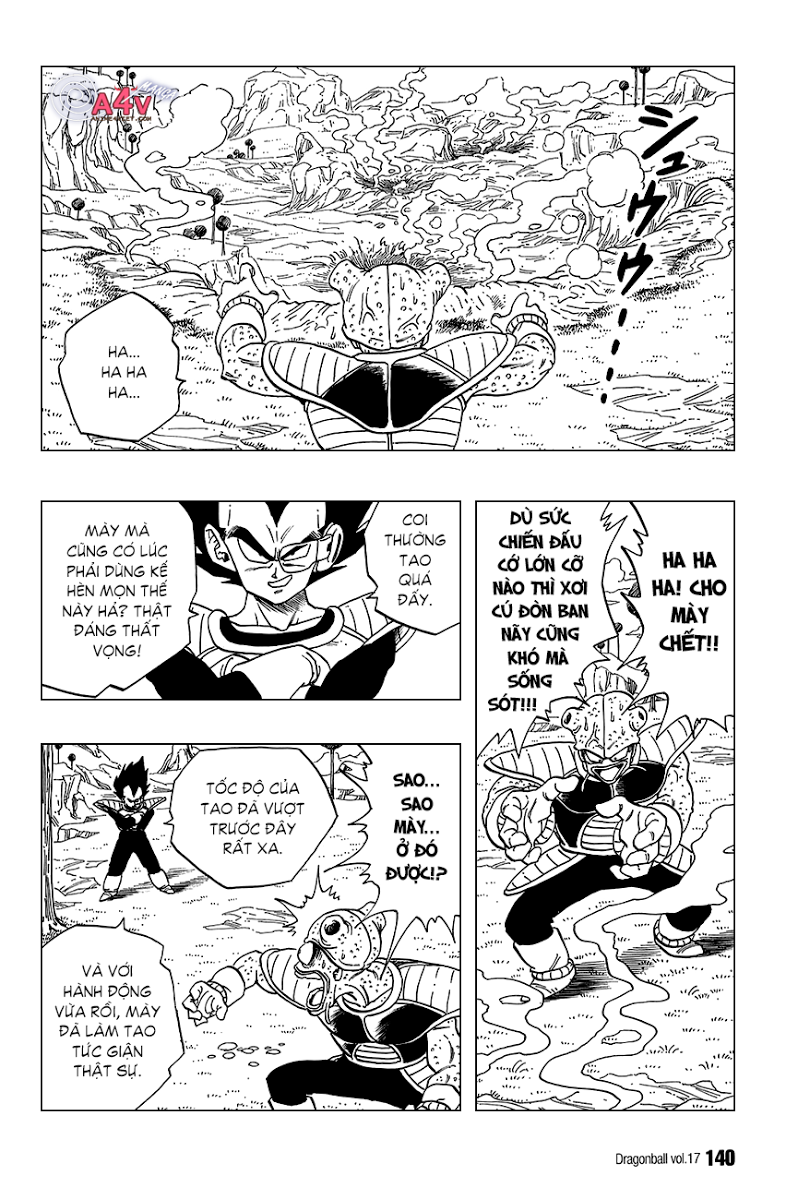 A4V
シュウウウ
HA...
HA HA
HA...
HA HA
HA! CHO
MÀY
CHẾT!!
DÙ SỨC
CHIẾN ĐẤU
CỚ LỚN CỠ
NÀO THÌ XƠI
CÚ ĐÒN BAN
NÃY CŨNG
KHÓ MÀ
SỐNG
SÓT!!!
COI
THƯỜNG
TAO
QUÁ
ĐẤY.
MÀY MÀ
CŨNG CÓ LÚC
PHẢI DÙNG KẾ
HÈN MỌN THẾ
NÀY HẢ? THẬT
ĐÁNG THẤT
VỌNG!
SAO...
SAO
MÀY...
Ở ĐÓ
ĐƯỢC!?
TỐC ĐỘ CỦA
TAO ĐÃ VƯỢT
TRƯỚC ĐÂY
RẤT XA.
VÀ VỚI
HÀNH ĐỘNG
VỪA RỒI, MÀY
ĐÃ LÀM TAO
TỨC GIẬN
THẬT SỰ.
Dragonball vol.17 140